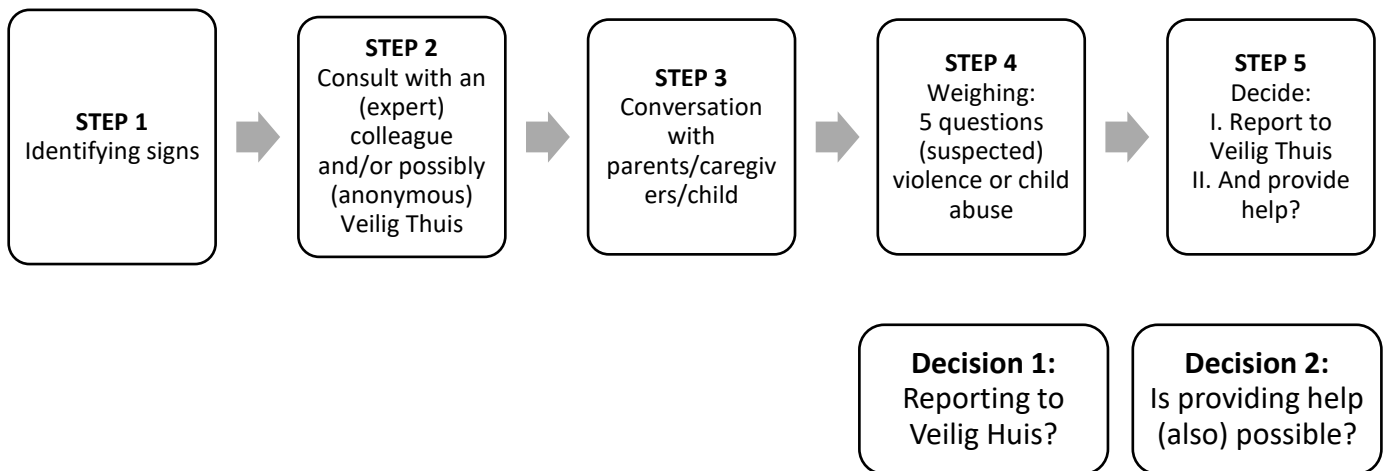 STEP 1
Identifying signs
STEP 2
Consult with an
(expert)
colleague
and/or possibly
(anonymous)
Veilig Thuis
STEP 3
Conversation
with
parents/caregiv
ers/child
STEP 4
Weighing:
5 questions
(suspected)
violence or child
abuse
STEP 5
Decide:
I. Report to
Veilig Thuis
II. And provide
help?
Decision 1:
Reporting to
Veilig Huis?
Decision 2:
Is providing help
(also) possible?